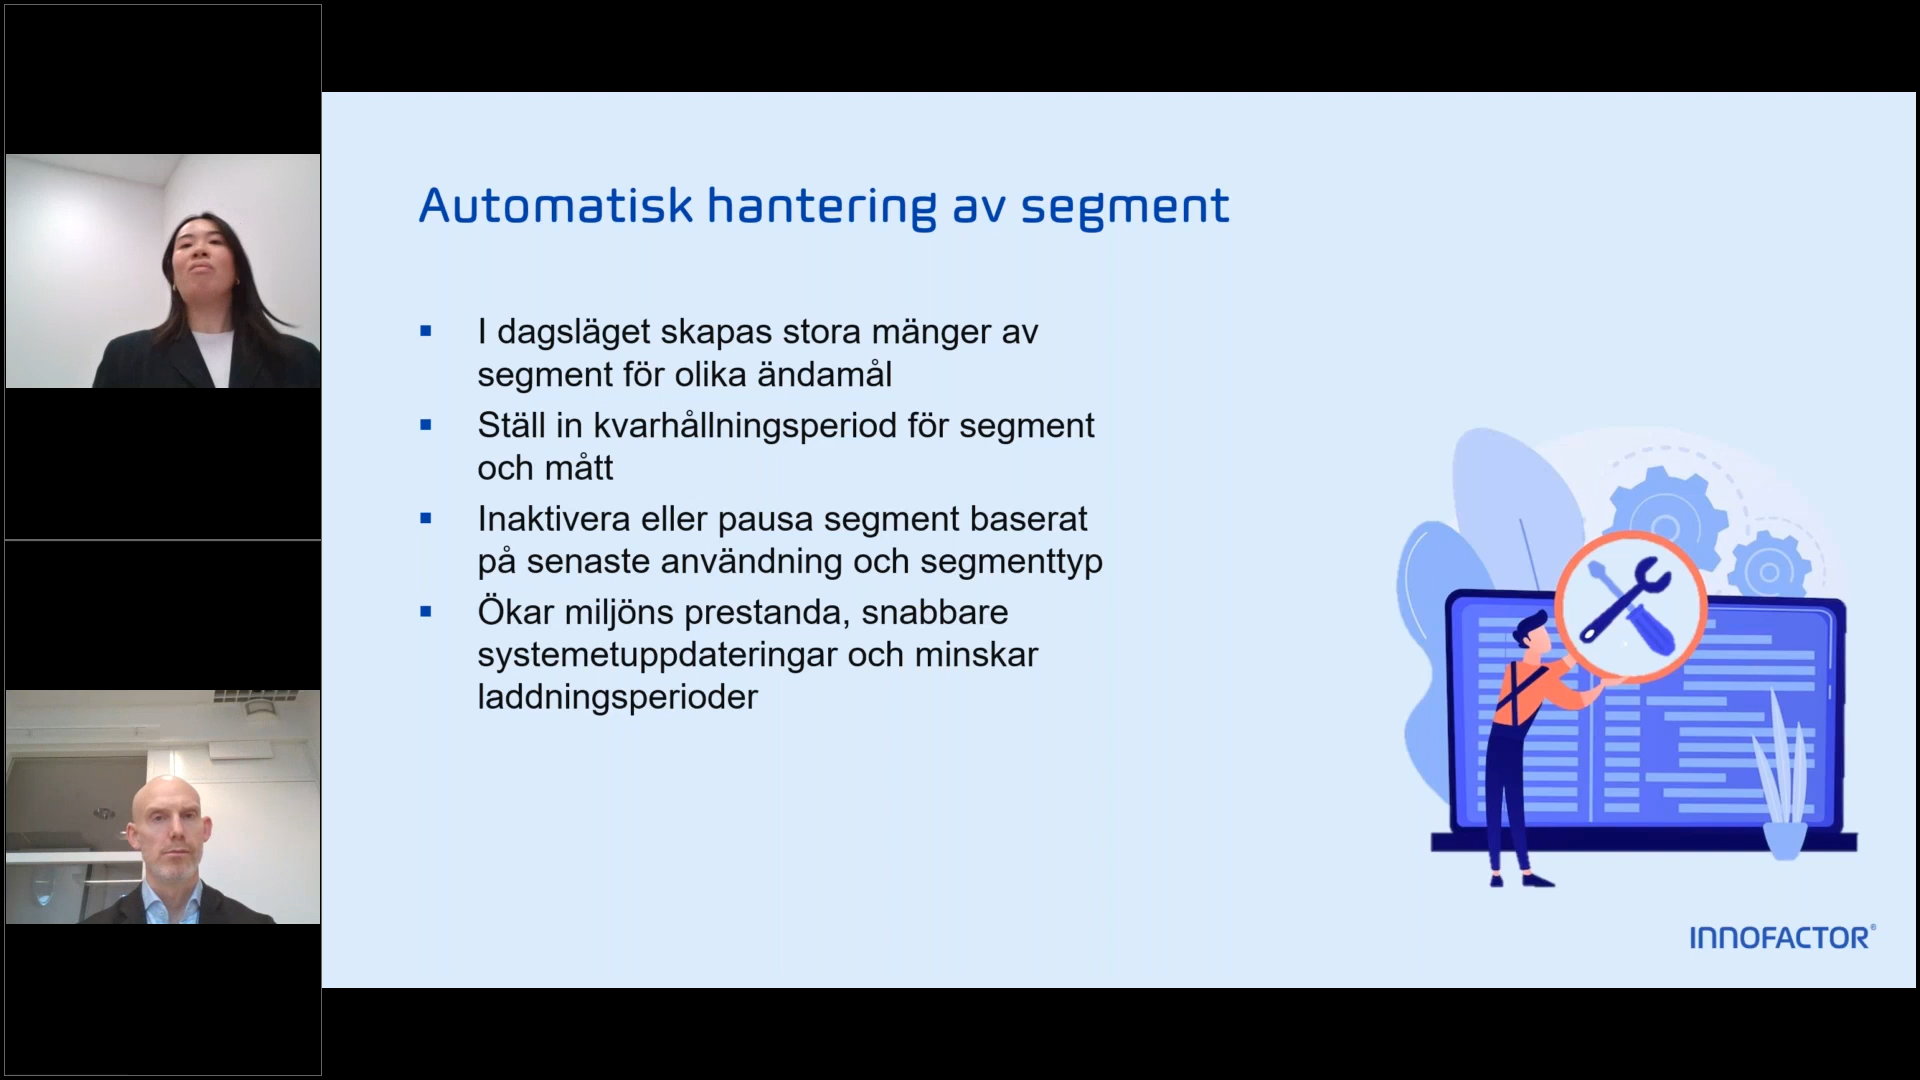 Automatisk hantering av segment
I dagsläget skapas stora mänger av
segment för olika ändamål
Ställ in kvarhållningsperiod för segment
och mått
Inaktivera eller pausa segment baserat
på senaste användning och segmenttyp
Ökar miljöns prestanda, snabbare
systemetuppdateringar och minskar
laddningsperioder
INNOFACTOR®